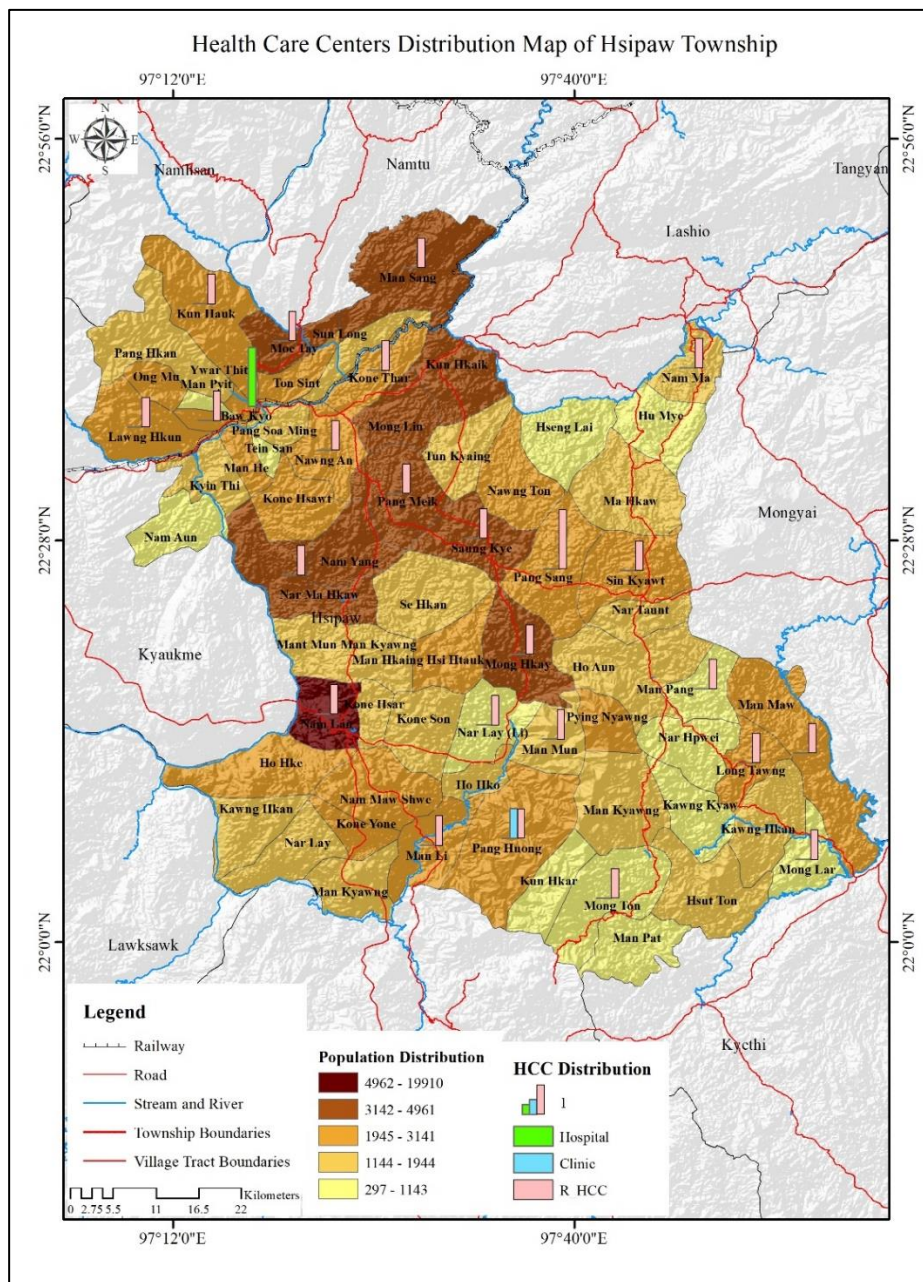 Health Care Centers Distribution Map of Hsipaw Township
97°12'0"E 97°40'0"E
22°56'0"N 22°56'0"N
N
W E
S
Namhsan
Namtu
Tangyan
Lashio
Man Sang
Kun Hauk
Sun Long
Moe Tay
Pang Hkan
Kun Hkaik
Ywar Thit
Ong Mu
Ton Sint
Kone Thar
Nam Ma
Man Pyit
Baw Kyo
Hu Mye
Pang Soa Ming
Mong Lin
Hseng Lai
Lawng Hkun
Tein San
Nawng An
Tun Kyaing
Man He
Kyin Thi
Kone Hsawt
Pang Meik
Nawng Ton
Ma Hkaw
Mongyai
Nam Aun
22°28'0"N 22°28'0"N
Saung Kye
Nam Yang
Pang Sang
Sin Kyawt
Nar Ma Hkaw
Se Hkan
Nar Taunt
Hsipaw
Kyaukme
Mant Mun Man Kyawng
Man Hkaing Hsi Htauk
Mong Hkay
Ho Aun
Man Pang
Kone Hsar
Man Maw
Nam Lan
Kone Son
Nar Lay (Li)
Pying Nyawng
Nar Hpwei
Man Mun
Ho Hke
Long Tawng
Ho Hko
Nam Maw Shwe
Kawng Hkan
Man Kyawng
Kawng Kyaw
Kone Yone
Kawng Hkan
Nar Lay
Man Li
Pang Huong
Mong Lar
Kun Hkar
Man Kyawng
Mong Ton
Hsut Ton
Man Pat
Lawksawk
22°0'0"N 22°0'0"N
Kyethi
Legend
Railway
Road
Stream and River
Township Boundaries
Village Tract Boundaries
Kilometers
0 2.75 5.5 11 16.5 22
Population Distribution
4962 - 19910
3142 - 4961
1945 - 3141
1144 - 1944
297 - 1143
HCC Distribution
1
Hospital
Clinic
R_HCC
97°12'0"E 97°40'0"E